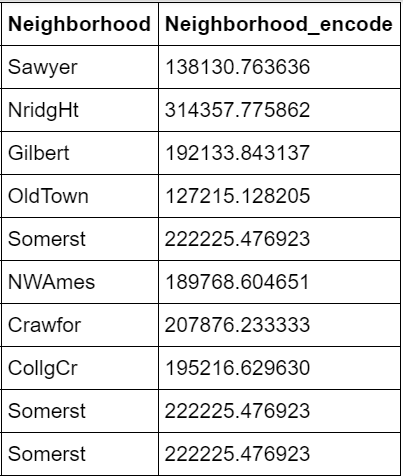 Neighborhood Neighborhood_encode
Sawyer 138130.763636
NridgHt 314357.775862
Gilbert 192133.843137
OldTown 127215.128205
Somerst 222225.476923
NWAmes 189768.604651
Crawfor 207876.233333
CollgCr 195216.629630
Somerst 222225.476923
Somerst 222225.476923